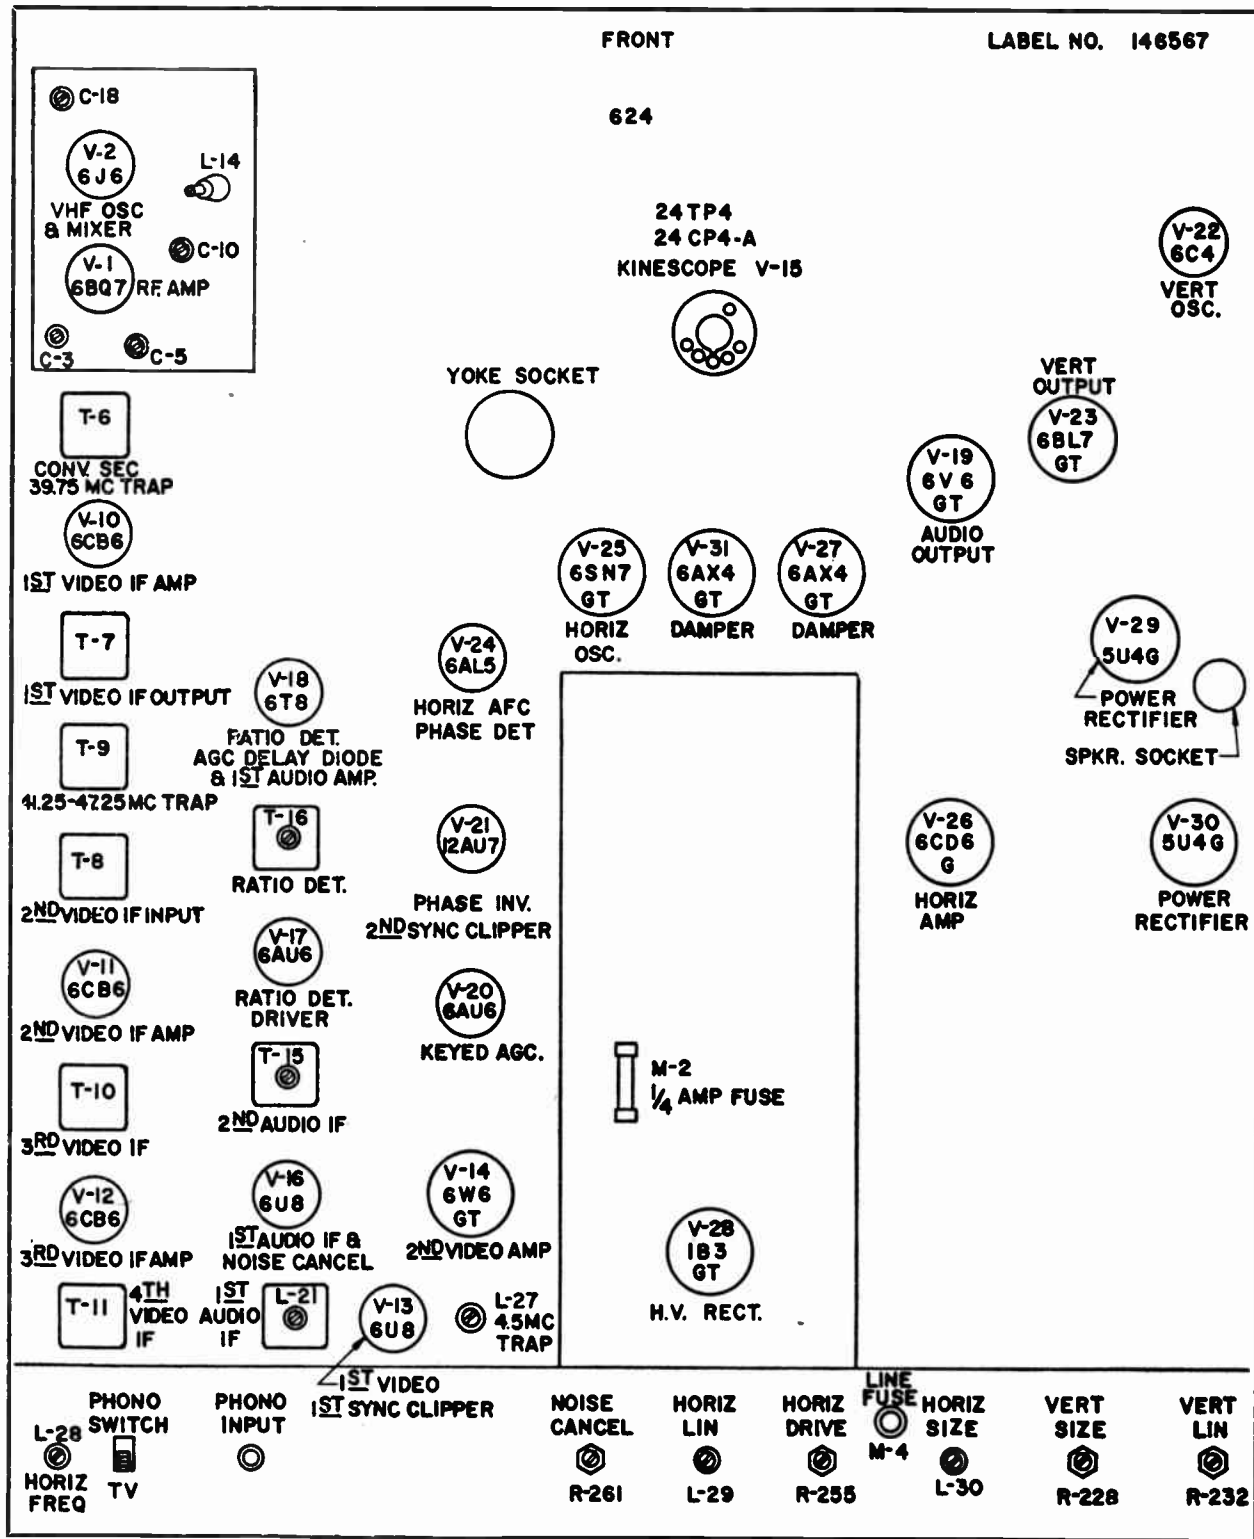 FRONT
LABEL NO. 146567
624
C-18
V-2
6J6
L-14
VHF OSC
& MIXER
C-10
V-1
6BQ7
RF. AMP
C-3
C-5
24TP4
24CP4-A
KINESCOPE V-15
V-22
6C4
VERT
OSC.
YOKE SOCKET
VERT
OUTPUT
V-23
6BL7
GT
T-6
CONV. SEC
39.75 MC TRAP
V-19
6V6
GT
AUDIO
OUTPUT
V-10
6CB6
1ST VIDEO IF AMP
V-25
6SN7
GT
HORIZ
OSC.
V-31
6AX4
GT
DAMPER
V-27
6AX4
GT
DAMPER
T-7
1ST VIDEO IF OUTPUT
V-18
6T8
RATIO DET.
AGC DELAY DIODE
& 1ST AUDIO AMP.
V-24
6AL5
HORIZ AFC
PHASE DET
V-29
5U4G
POWER
RECTIFIER
SPKR. SOCKET
T-9
41.25-47.25 MC TRAP
T-16
RATIO DET.
V-21
12AU7
PHASE INV.
2ND SYNC CLIPPER
V-26
6CD6
G
HORIZ
AMP
V-30
5U4G
POWER
RECTIFIER
T-8
2ND VIDEO IF INPUT
V-17
6AU6
RATIO DET.
DRIVER
V-11
6CB6
2ND VIDEO IF AMP
V-20
6AU6
KEYED AGC.
T-15
2ND AUDIO IF
T-10
3RD VIDEO IF
M-2
1/4 AMP FUSE
V-12
6CB6
3RD VIDEO IF AMP
V-16
6U8
1ST AUDIO IF &
NOISE CANCEL
V-14
6W6
GT
2ND VIDEO AMP
V-28
1B3
GT
H.V. RECT.
T-11
4TH
VIDEO
IF
1ST
AUDIO
IF
L-21
V-13
6U8
1ST VIDEO
1ST SYNC CLIPPER
L-27
4.5MC
TRAP
L-28
HORIZ
FREQ
PHONO
SWITCH
TV
PHONO
INPUT
NOISE
CANCEL
R-261
HORIZ
LIN
L-29
HORIZ
DRIVE
R-255
LINE
FUSE
M-4
HORIZ
SIZE
L-30
VERT
SIZE
R-228
VERT
LIN
R-232